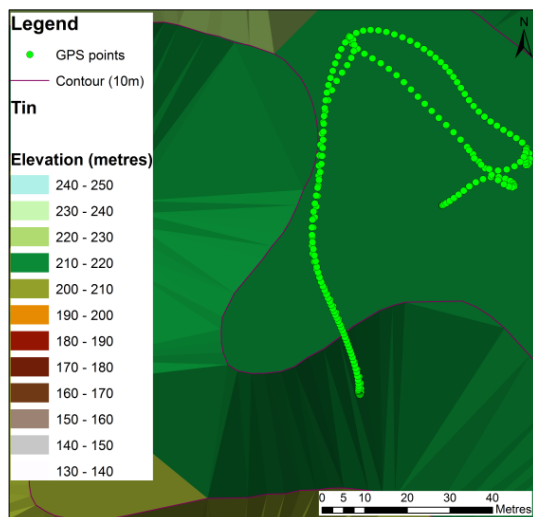 Legend
GPS points
Contour (10m)
Tin
Elevation (metres)
240 - 250
230 - 240
220 - 230
210 - 220
200 - 210
190 - 200
180 - 190
170 - 180
160 - 170
150 - 160
140 - 150
130 - 140
N
0 5 10 20 30 40
Metres